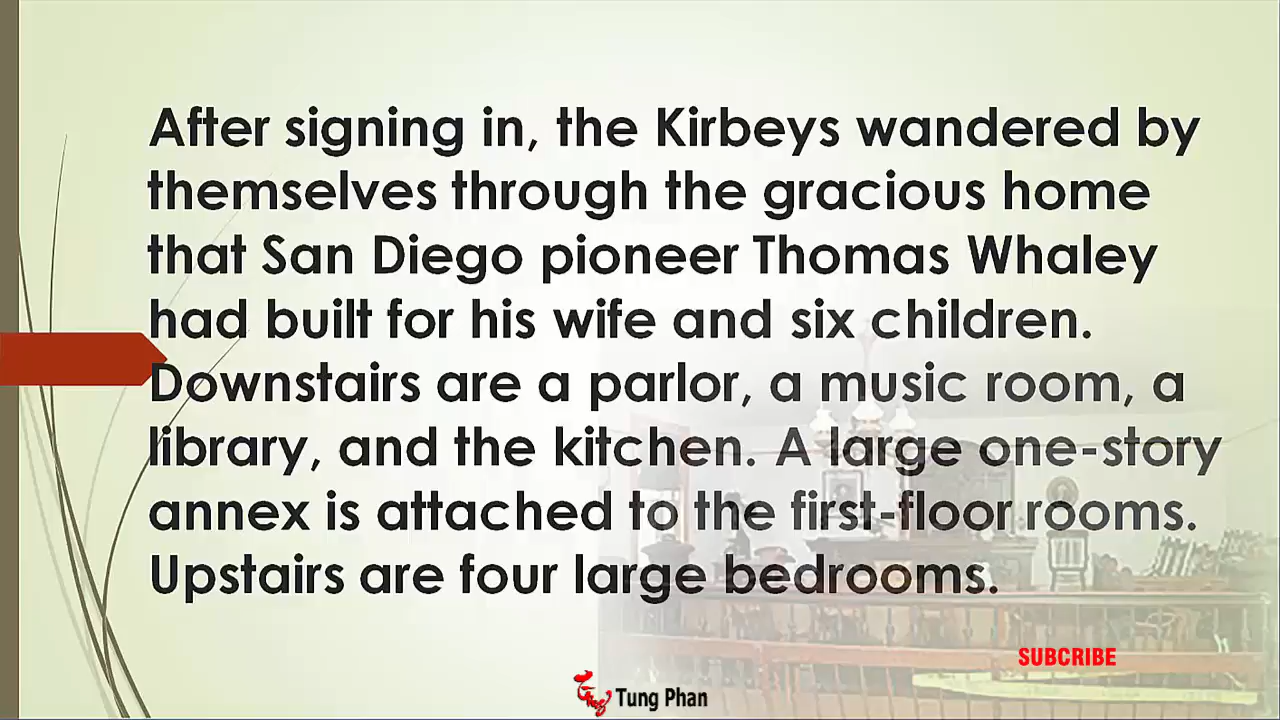 After signing in, the Kirbeys wandered by
themselves through the gracious home
that San Diego pioneer Thomas Whaley
had built for his wife and six children.
Downstairs are a parlor, a music room, a
library, and the kitchen. A large one-story
annex is attached to the first-floor rooms.
Upstairs are four large bedrooms.
SUBCRIBE
Tung Phan